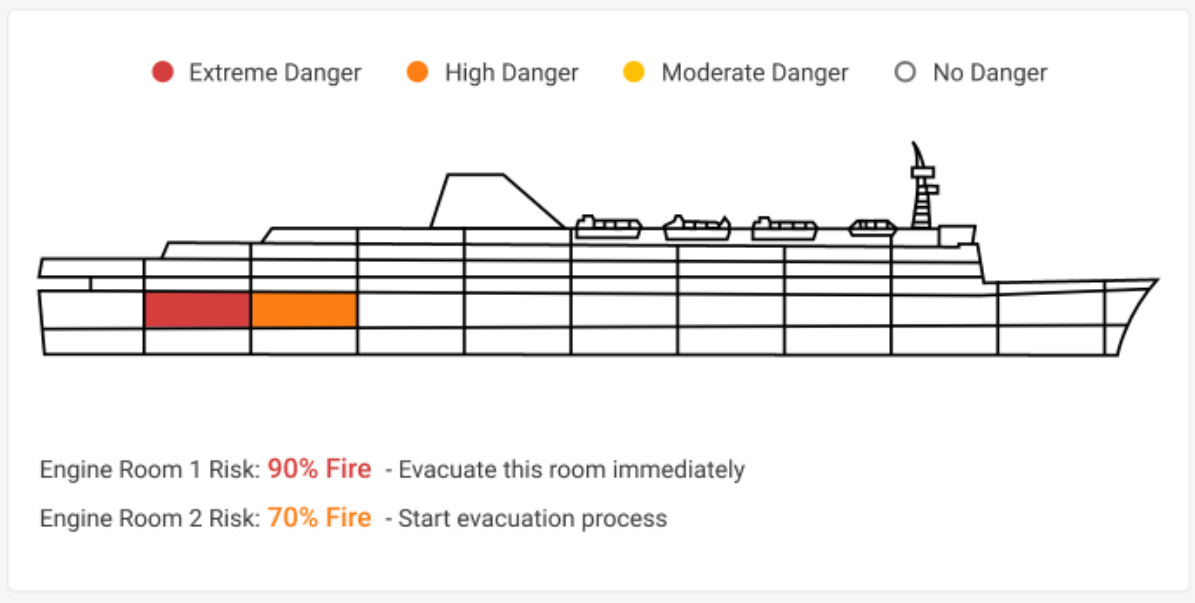 Extreme Danger High Danger Moderate Danger No Danger
Engine Room 1 Risk: 90% Fire - Evacuate this room immediately
Engine Room 2 Risk: 70% Fire - Start evacuation process